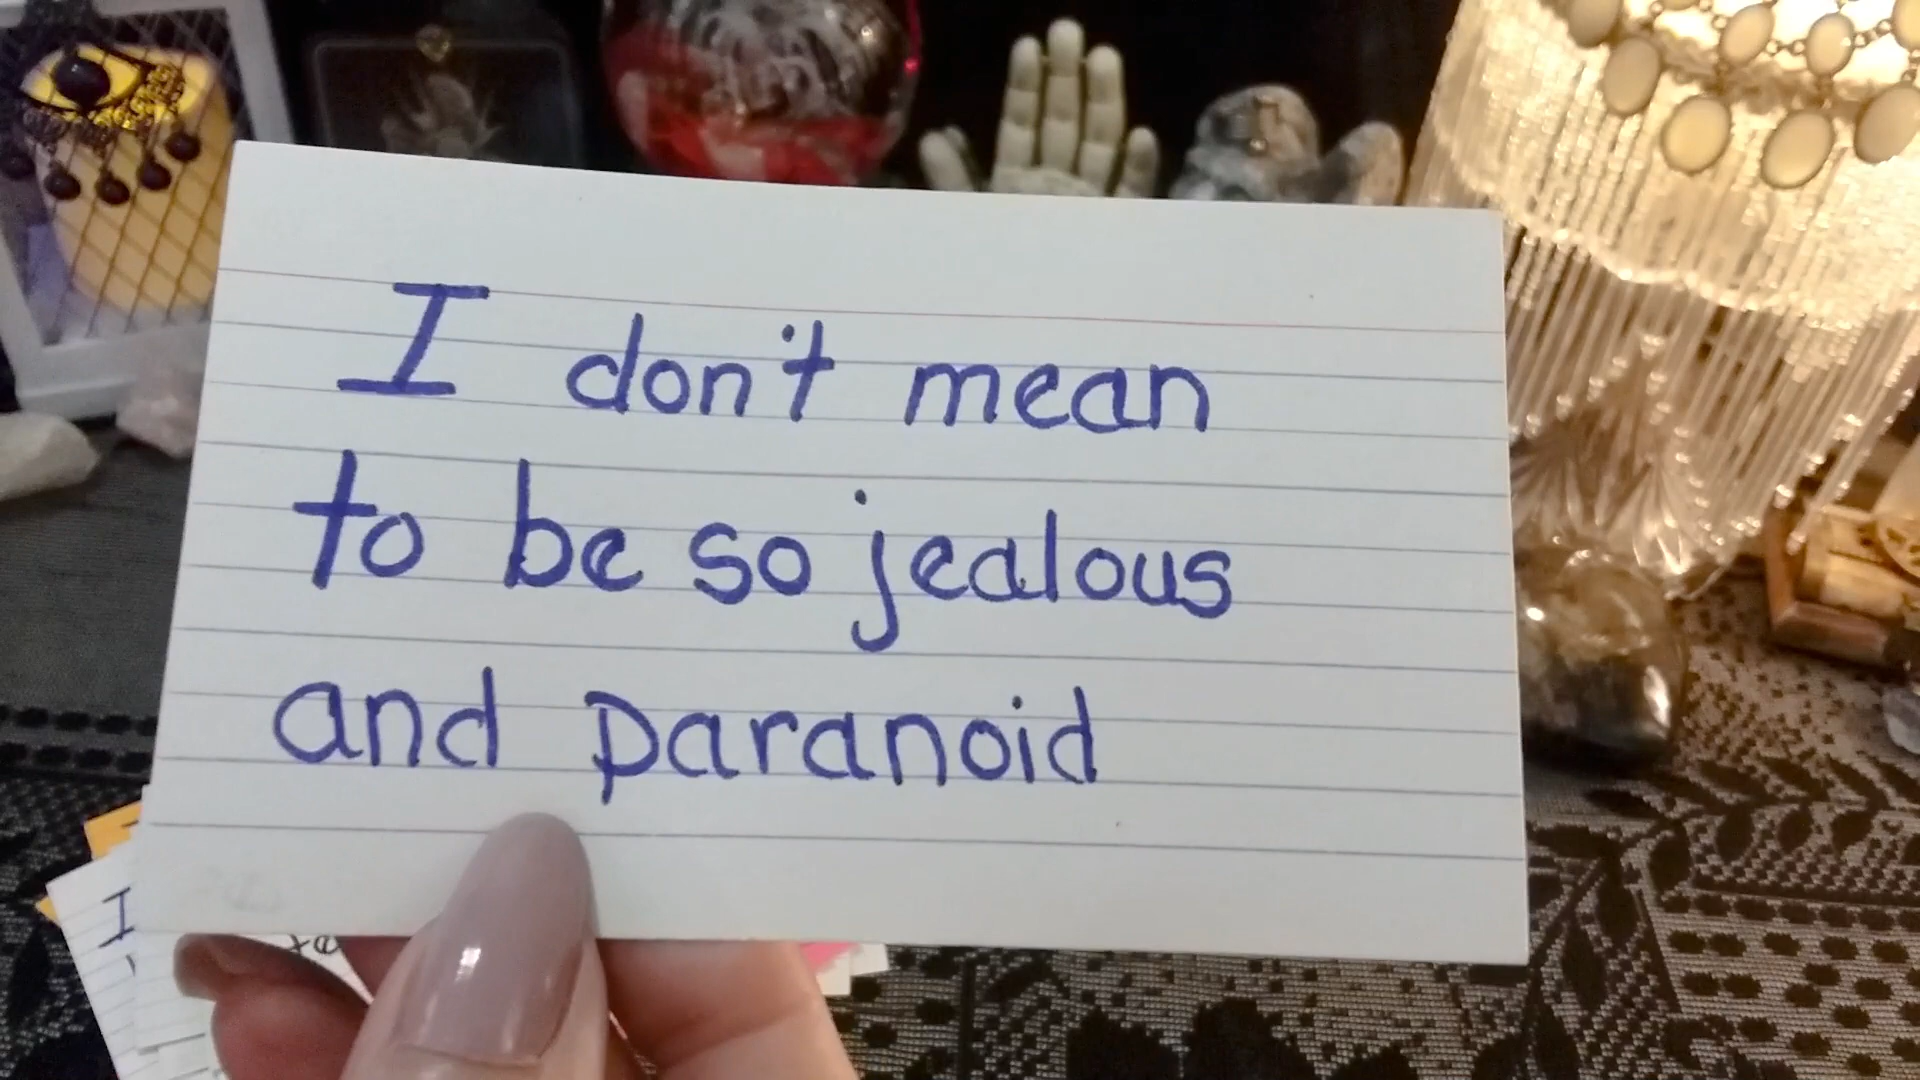 I don't mean
to be so jealous
and paranoid
I